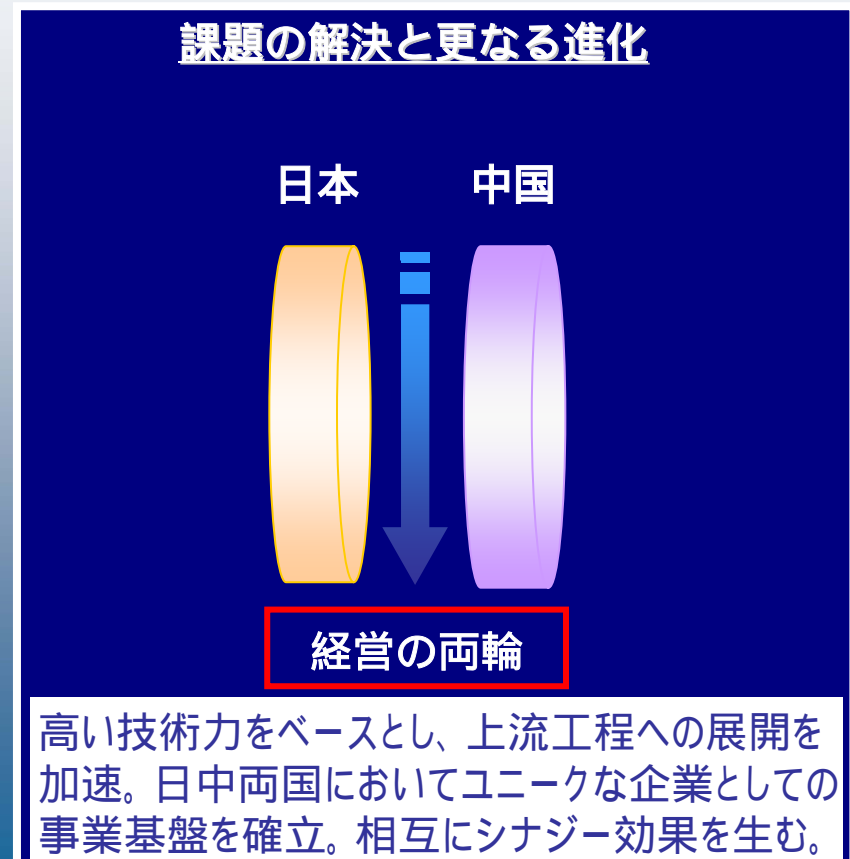 課題の解決と更なる進化
日本 中国
経営の両輪
高い技術力をベースとし、上流工程への展開を
加速。日中両国においてユニークな企業としての
事業基盤を確立。相互にシナジー効果を生む。